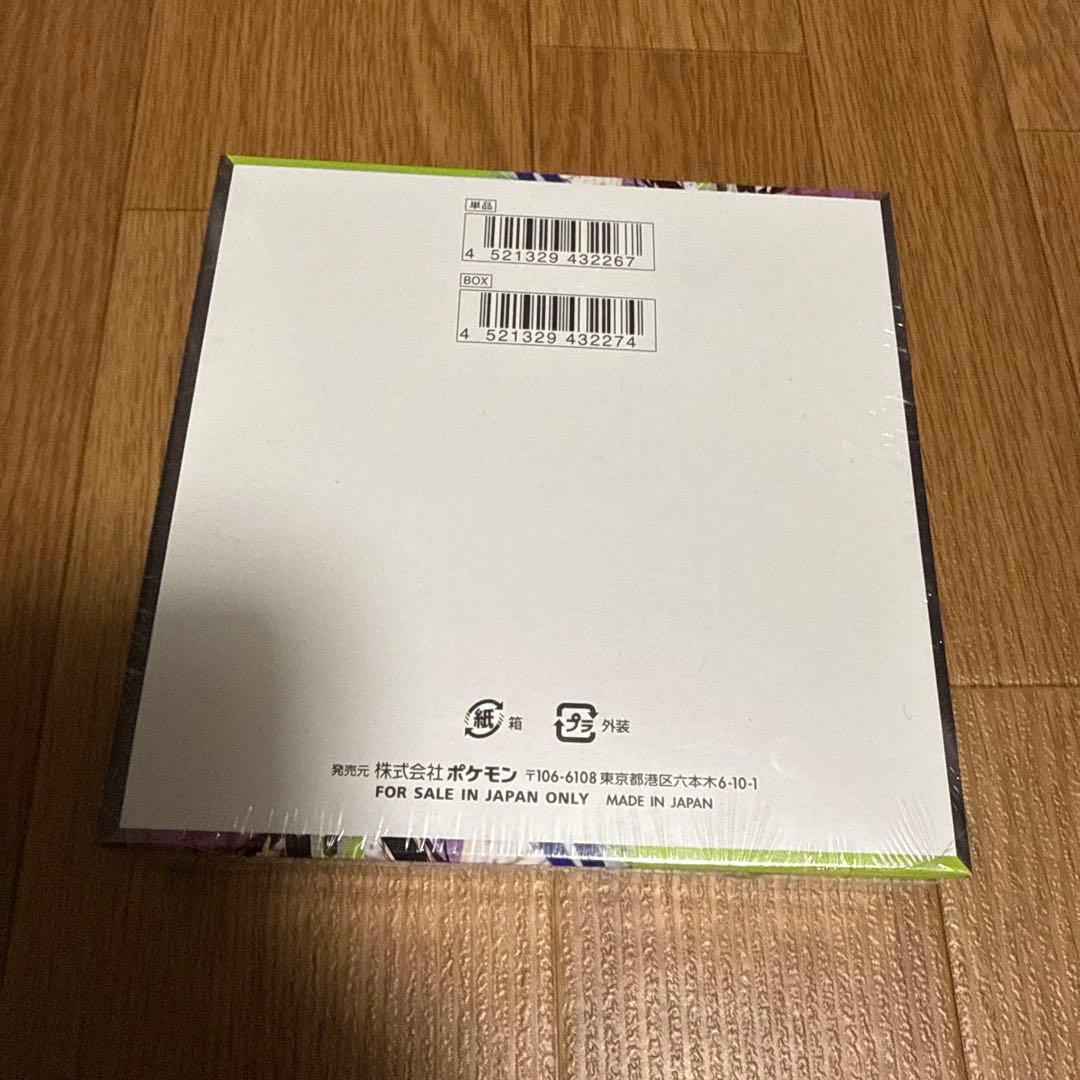 単品
4 521329 432267
BOX
4 521329 432274
紙 箱 プラ 外装
発売元 株式会社 ポケモン 〒106-6108 東京都港区六本木6-10-1
FOR SALE IN JAPAN ONLY MADE IN JAPAN